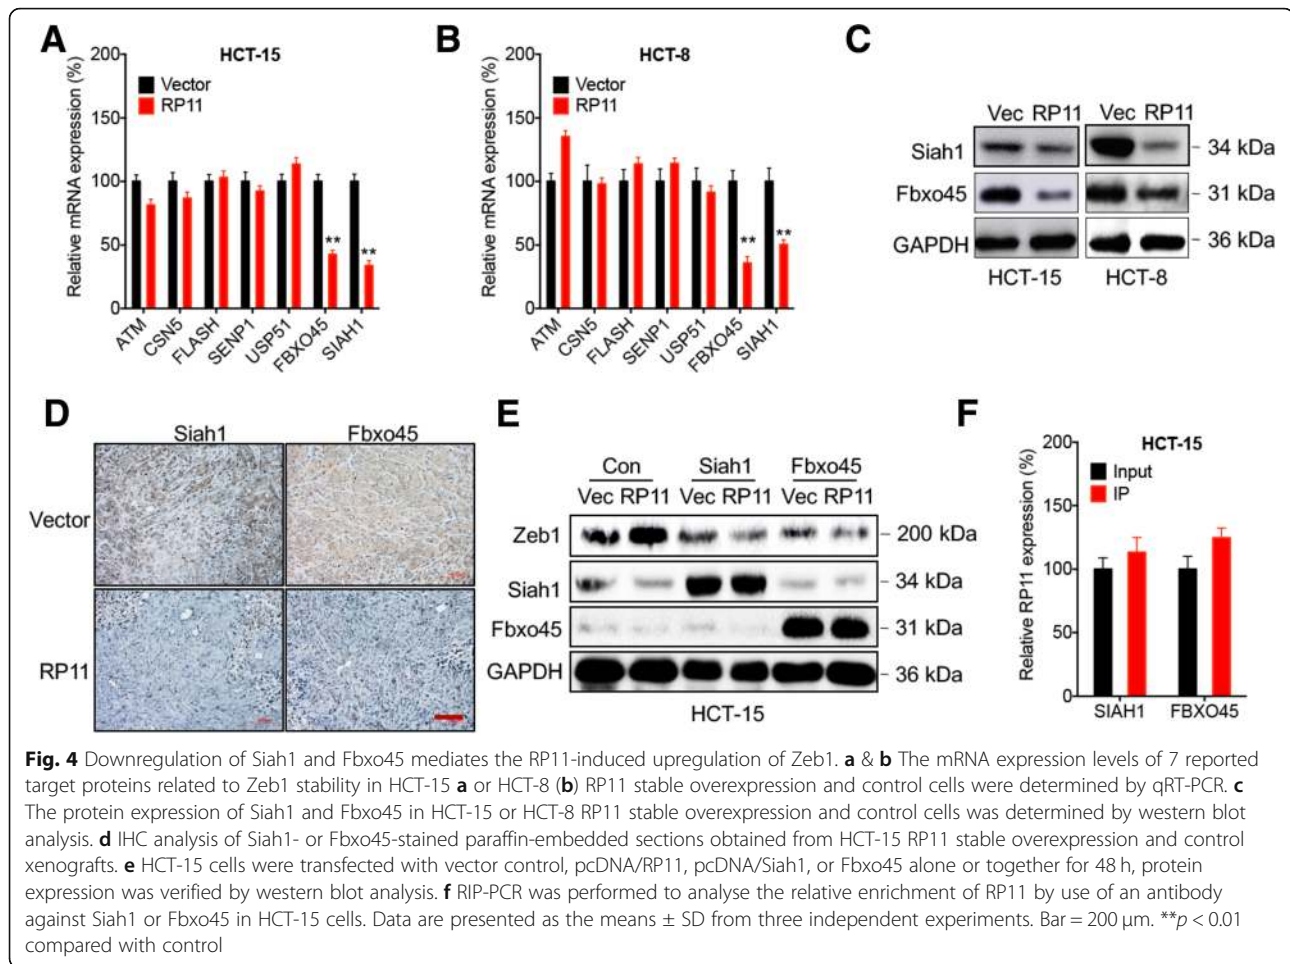 A
HCT-15
Relative mRNA expression (%)
200
150
100
50
0
Vector
RP11
**
**
ATM
CSN5
FLASH
SENP1
USP51
FBXO45
SIAH1
B
HCT-8
Relative mRNA expression (%)
200
150
100
50
0
Vector
RP11
**
**
ATM
CSN5
FLASH
SENP1
USP51
FBXO45
SIAH1
C
Vec RP11 Vec RP11
Siah1 - 34 kDa
Fbxo45 - 31 kDa
GAPDH - 36 kDa
HCT-15 HCT-8
D
Siah1 Fbxo45
Vector
RP11
E
Con Siah1 Fbxo45
Vec RP11 Vec RP11 Vec RP11
Zeb1 - 200 kDa
Siah1 - 34 kDa
Fbxo45 - 31 kDa
GAPDH - 36 kDa
HCT-15
F
HCT-15
Relative RP11 expression (%)
200
150
100
50
0
Input
IP
SIAH1 FBXO45
Fig. 4 Downregulation of Siah1 and Fbxo45 mediates the RP11-induced upregulation of Zeb1. a & b The mRNA expression levels of 7 reported
target proteins related to Zeb1 stability in HCT-15 a or HCT-8 (b) RP11 stable overexpression and control cells were determined by qRT-PCR. c
The protein expression of Siah1 and Fbxo45 in HCT-15 or HCT-8 RP11 stable overexpression and control cells was determined by western blot
analysis. d IHC analysis of Siah1- or Fbxo45-stained paraffin-embedded sections obtained from HCT-15 RP11 stable overexpression and control
xenografts. e HCT-15 cells were transfected with vector control, pcDNA/RP11, pcDNA/Siah1, or Fbxo45 alone or together for 48 h, protein
expression was verified by western blot analysis. f RIP-PCR was performed to analyse the relative enrichment of RP11 by use of an antibody
against Siah1 or Fbxo45 in HCT-15 cells. Data are presented as the means ± SD from three independent experiments. Bar = 200 μm. **p < 0.01
compared with control